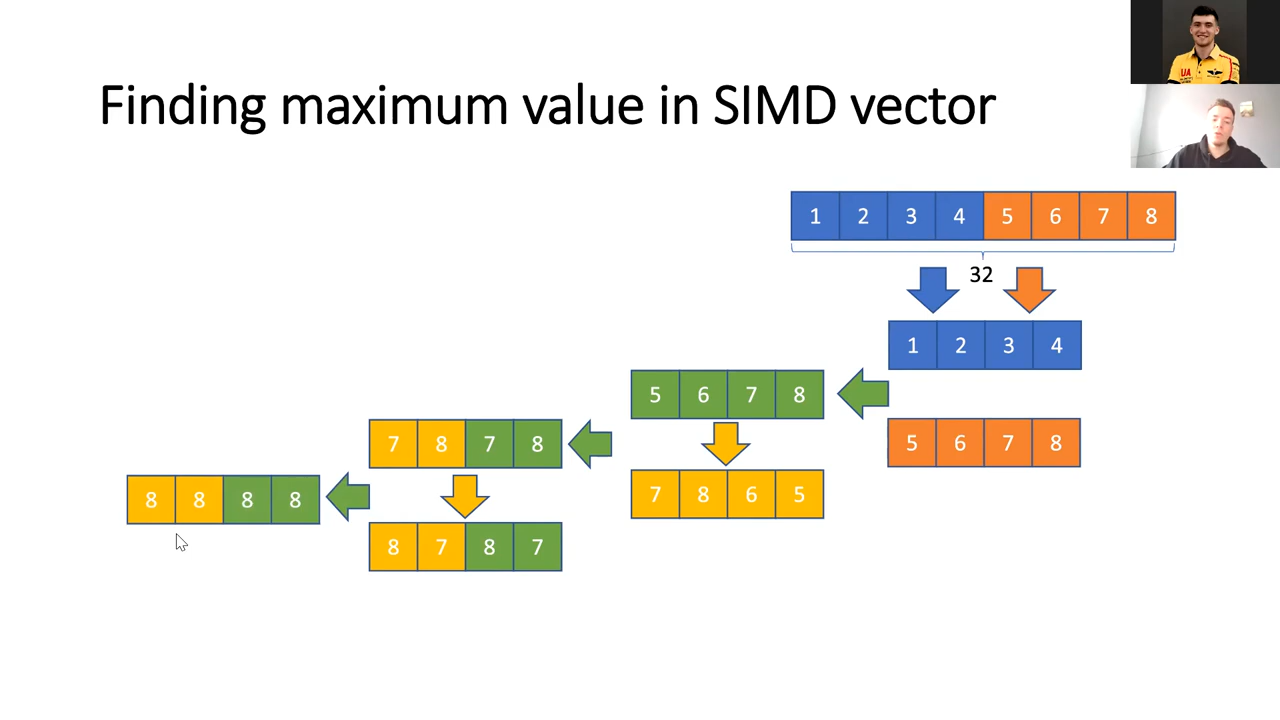 UA
Finding maximum value in SIMD vector
1 2 3 4 5 6 7 8
32
1 2 3 4
5 6 7 8
5 6 7 8
7 8 6 5
7 8 7 8
8 7 8 7
8 8 8 8